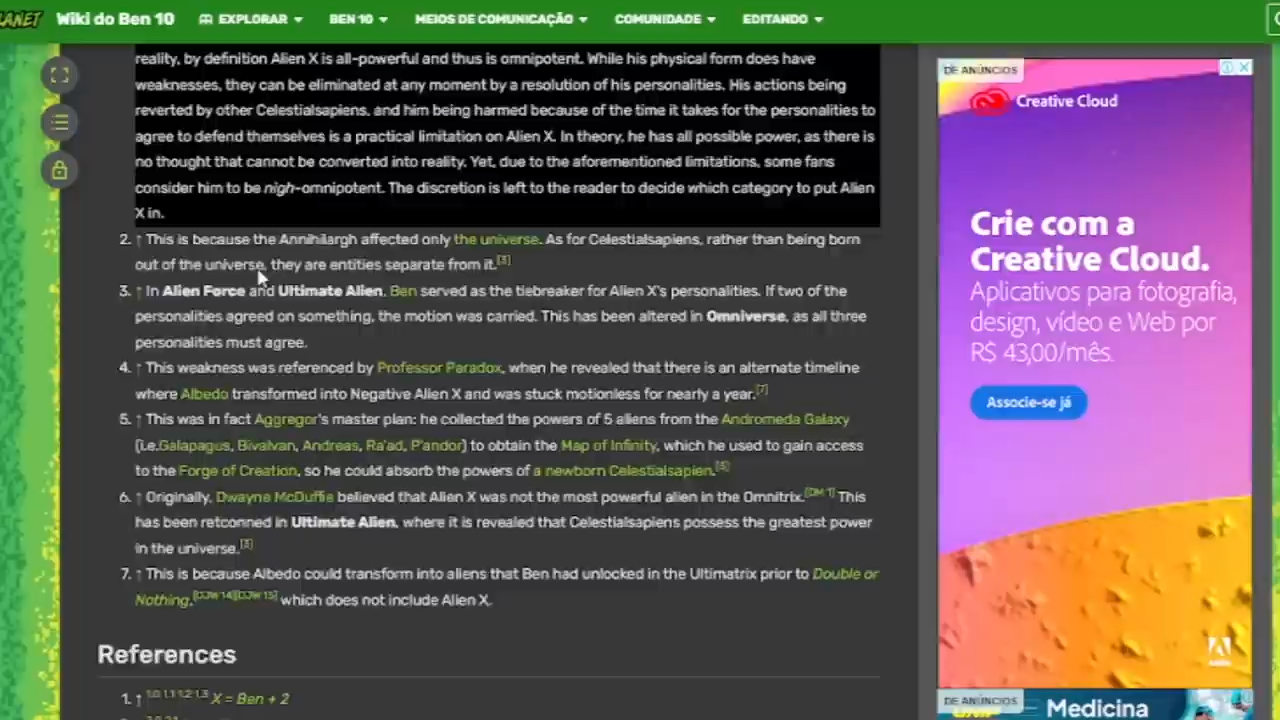 LANET Wiki do Ben 10 EXPLORAR BEN 10 MEIOS DE COMUNICAÇÃO COMUNIDADE EDITANDO
reality, by definition Alien X is all-powerful and thus is omnipotent. While his physical form does have
weaknesses, they can be eliminated at any moment by a resolution of his personalities. His actions being
reverted by other Celestialsapiens, and him being harmed because of the time it takes for the personalities to
agree to defend themselves is a practical limitation on Alien X. In theory, he has all possible power, as there is
no thought that cannot be converted into reality. Yet, due to the aforementioned limitations, some fans
consider him to be nigh-omnipotent. The discretion is left to the reader to decide which category to put Alien
X in.
2. ↑ This is because the Annihilargh affected only the universe. As for Celestialsapiens, rather than being born
out of the universe, they are entities separate from it.[3]
3. ↑ In Alien Force and Ultimate Alien, Ben served as the tiebreaker for Alien X's personalities. If two of the
personalities agreed on something, the motion was carried. This has been altered in Omniverse, as all three
personalities must agree.
4. ↑ This weakness was referenced by Professor Paradox, when he revealed that there is an alternate timeline
where Albedo transformed into Negative Alien X and was stuck motionless for nearly a year.[7]
5. ↑ This was in fact Aggregor's master plan: he collected the powers of 5 aliens from the Andromeda Galaxy
(i.e.Galapagus, Bivalvan, Andreas, Ra'ad, P'andor) to obtain the Map of Infinity, which he used to gain access
to the Forge of Creation, so he could absorb the powers of a newborn Celestialsapien.
6. ↑ Originally, Dwayne McDuffie believed that Alien X was not the most powerful alien in the Omnitrix.[DM 1] This
has been retconned in Ultimate Alien, where it is revealed that Celestialsapiens possess the greatest power
in the universe.[3]
7. ↑ This is because Albedo could transform into aliens that Ben had unlocked in the Ultimatrix prior to Double or
Nothing,[DJW 14][DJW 15] which does not include Alien X.
References
1. ↑ 1.0 1.1 1.2 1.3 X = Ben + 2
DE ANÚNCIOS
Creative Cloud
Crie com a
Creative Cloud.
Aplicativos para fotografia,
design, vídeo e Web por
R$ 43,00/mês.
Associe-se já
DE ANÚNCIOS
Medicina